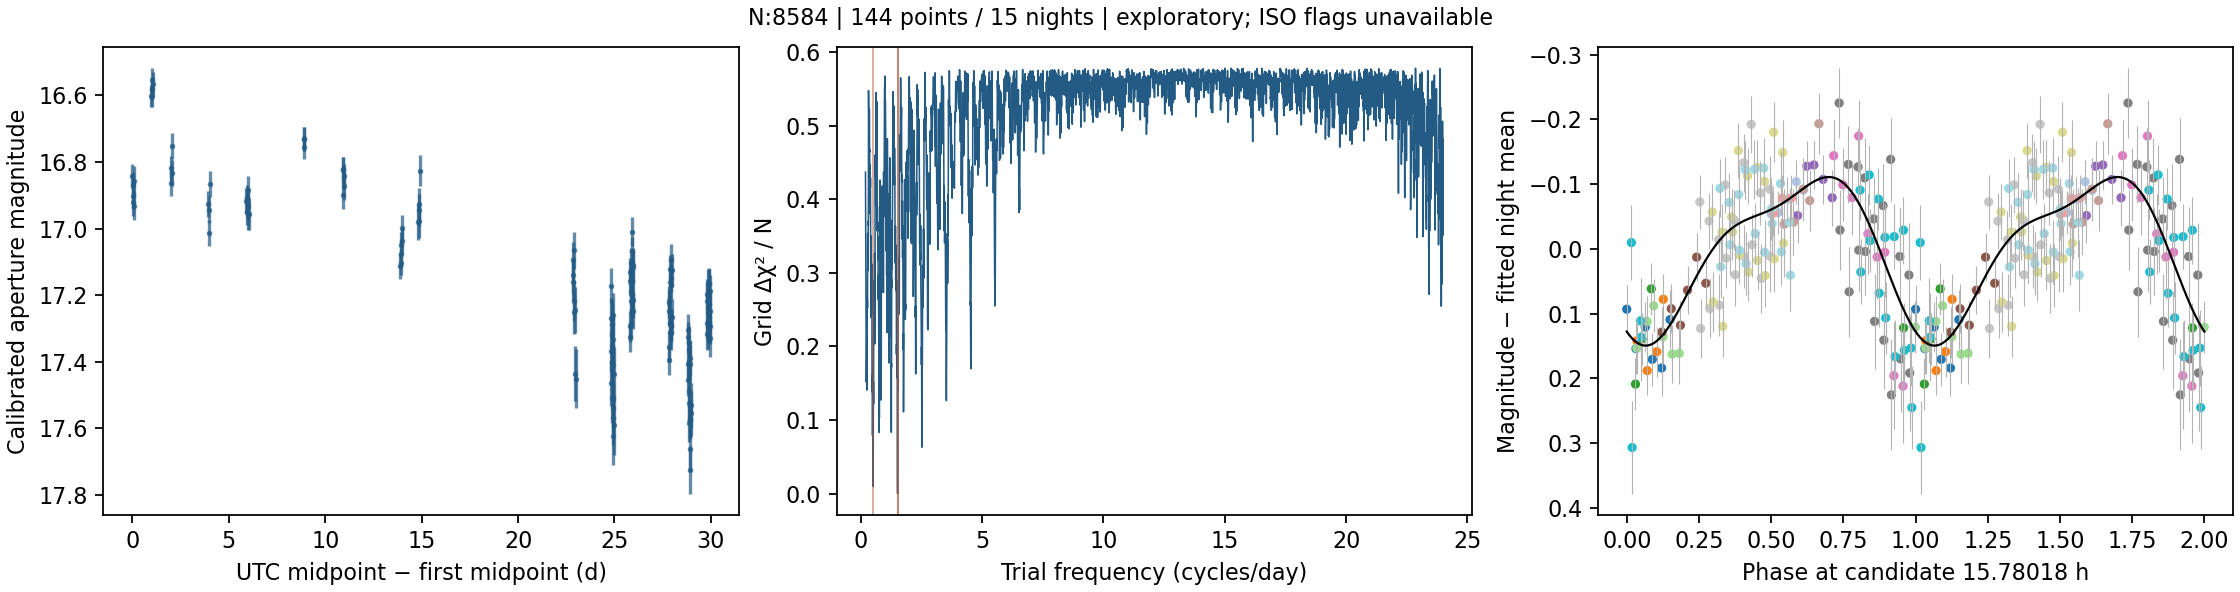 N:8584 | 144 points / 15 nights | exploratory; ISO flags unavailable
Calibrated aperture magnitude
16.6
16.8
17.0
17.2
17.4
17.6
17.8
0 5 10 15 20 25 30
UTC midpoint − first midpoint (d)
Grid Δχ² / N
0.6
0.5
0.4
0.3
0.2
0.1
0.0
0 5 10 15 20 25
Trial frequency (cycles/day)
Magnitude − fitted night mean
−0.3
−0.2
−0.1
0.0
0.1
0.2
0.3
0.4
0.00 0.25 0.50 0.75 1.00 1.25 1.50 1.75 2.00
Phase at candidate 15.78018 h